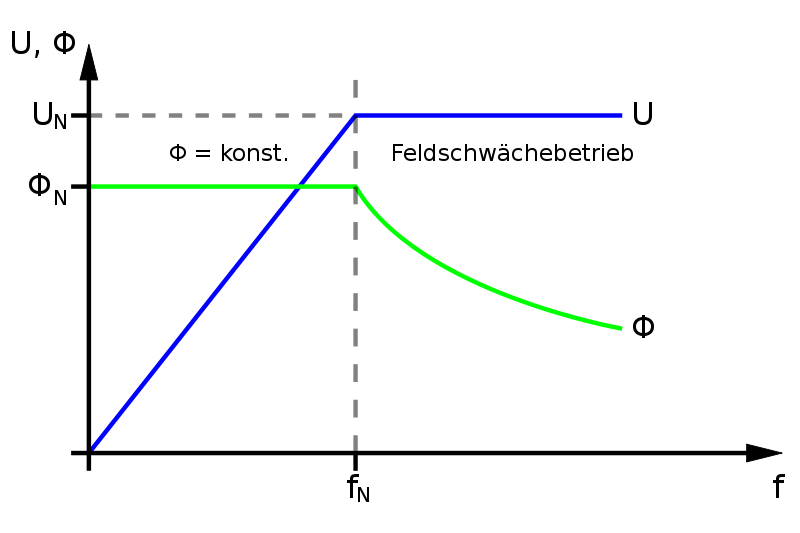 U, Φ
U_N
U
Φ = konst.
Feldschwächebetrieb
Φ_N
Φ
f_N
f